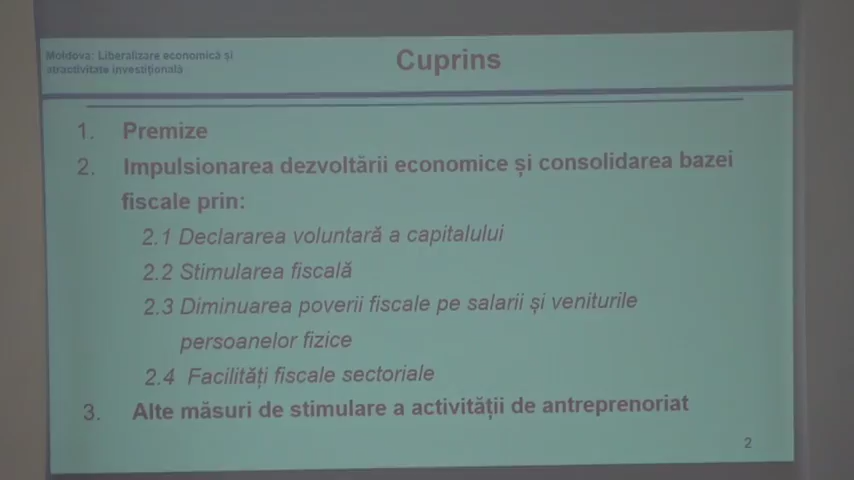 Moldova: Liberalizare economică și
atractivitate investițională
Cuprins
1. Premize
2. Impulsionarea dezvoltării economice și consolidarea bazei
fiscale prin:
2.1 Declararea voluntară a capitalului
2.2 Stimularea fiscală
2.3 Diminuarea poverii fiscale pe salarii și veniturile
persoanelor fizice
2.4 Facilități fiscale sectoriale
3. Alte măsuri de stimulare a activității de antreprenoriat
2